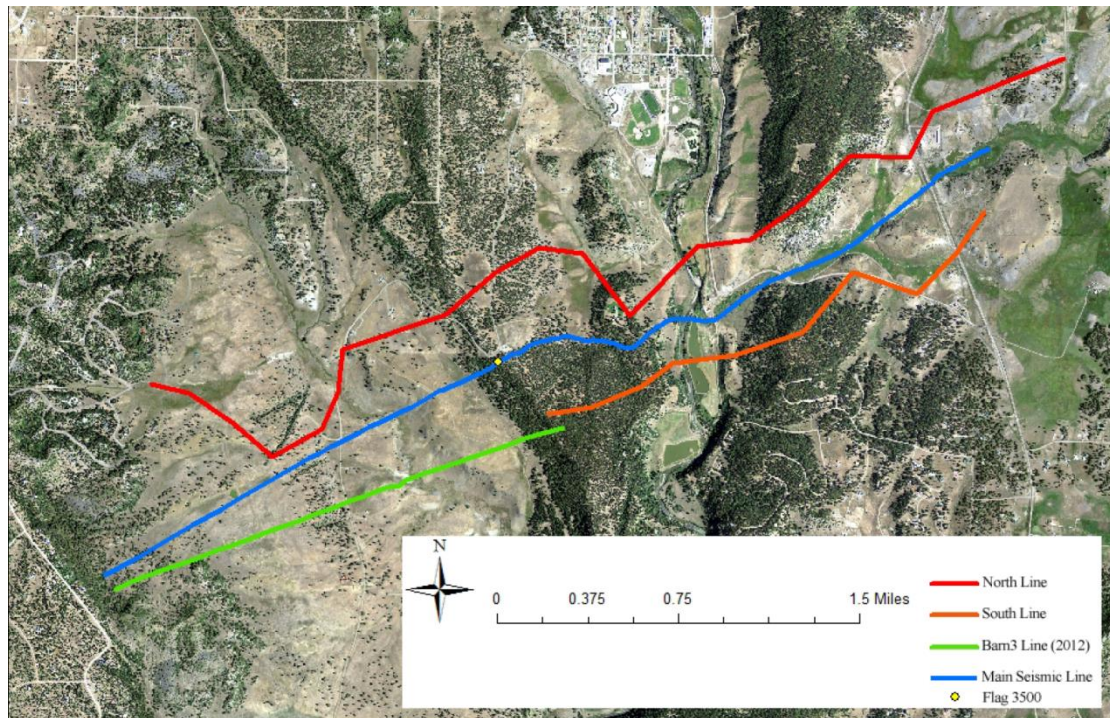 N
0 0.375 0.75 1.5 Miles
North Line
South Line
Barn3 Line (2012)
Main Seismic Line
Flag 3500